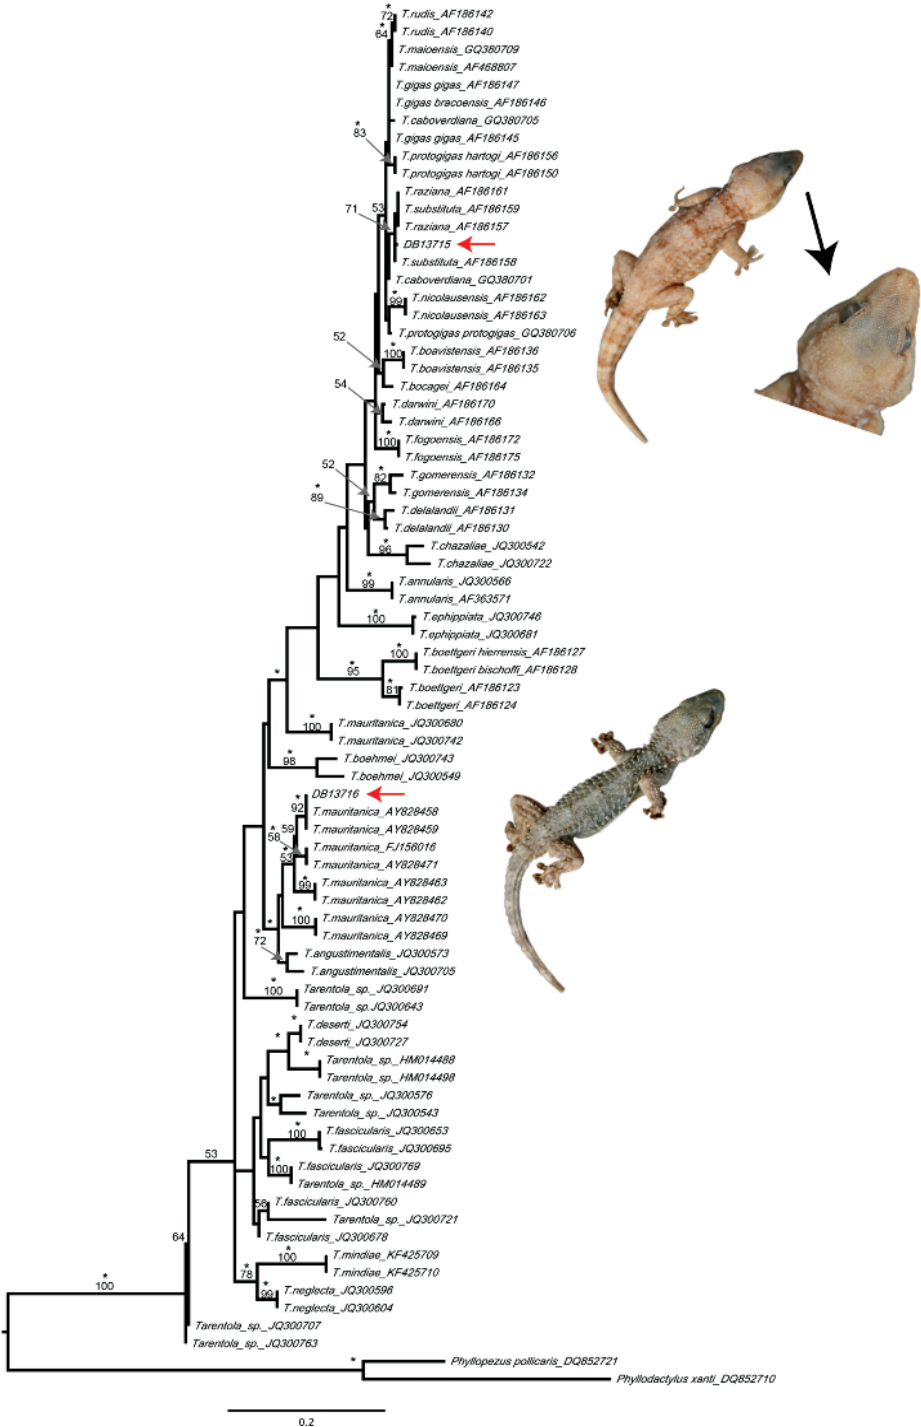 *
72
T.rudis_AF186142
*
64
T.rudis_AF186140
T.maioensis_GQ380709
T.maioensis_AF468807
T.gigas gigas_AF186147
T.gigas bracoensis_AF186146
T.caboverdiana_GQ380705
*
83
T.gigas gigas_AF186145
T.protogigas hartogi_AF186156
T.protogigas hartogi_AF186150
T.raziana_AF186161
71
53
T.substituta_AF186159
T.raziana_AF186157
DB13715
T.substituta_AF186158
T.caboverdiana_GQ380701
*
99
T.nicolausensis_AF186162
T.nicolausensis_AF186163
T.protogigas protogigas_GQ380706
52
*
100
T.boavistensis_AF186136
T.boavistensis_AF186135
T.bocagei_AF186164
54
T.darwini_AF186170
T.darwini_AF186166
*
100
T.fogoensis_AF186172
T.fogoensis_AF186175
52
*
82
T.gomerensis_AF186132
T.gomerensis_AF186134
*
89
T.delalandii_AF186131
T.delalandii_AF186130
*
96
T.chazaliae_JQ300542
T.chazaliae_JQ300722
*
99
T.annularis_JQ300566
T.annularis_AF363571
*
100
T.ephippiata_JQ300746
T.ephippiata_JQ300681
*
100
T.boettgeri hierrensis_AF186127
*
95
T.boettgeri bischoffi_AF186128
*
81
T.boettgeri_AF186123
T.boettgeri_AF186124
*
*
100
T.mauritanica_JQ300680
T.mauritanica_JQ300742
*
98
T.boehmei_JQ300743
T.boehmei_JQ300549
DB13716
*
92
T.mauritanica_AY828458
59
T.mauritanica_AY828459
*
58
*
53
T.mauritanica_FJ156016
T.mauritanica_AY828471
*
99
T.mauritanica_AY828463
T.mauritanica_AY828462
*
*
100
T.mauritanica_AY828470
T.mauritanica_AY828469
*
72
T.angustimentalis_JQ300573
T.angustimentalis_JQ300705
*
100
Tarentola_sp._JQ300691
Tarentola_sp.JQ300643
*
*
T.deserti_JQ300754
T.deserti_JQ300727
*
Tarentola_sp._HM014488
Tarentola_sp._HM014498
*
Tarentola_sp._JQ300576
Tarentola_sp._JQ300543
*
100
T.fascicularis_JQ300653
T.fascicularis_JQ300695
*
100
T.fascicularis_JQ300769
Tarentola_sp._HM014489
53
56
T.fascicularis_JQ300760
Tarentola_sp._JQ300721
T.fascicularis_JQ300678
64
*
100
T.mindiae_KF425709
*
78
T.mindiae_KF425710
*
100
*
99
T.neglecta_JQ300596
T.neglecta_JQ300604
Tarentola_sp._JQ300707
Tarentola_sp._JQ300763
*
Phyllopezus pollicaris_DQ852721
Phyllodactylus xanti_DQ852710
0.2